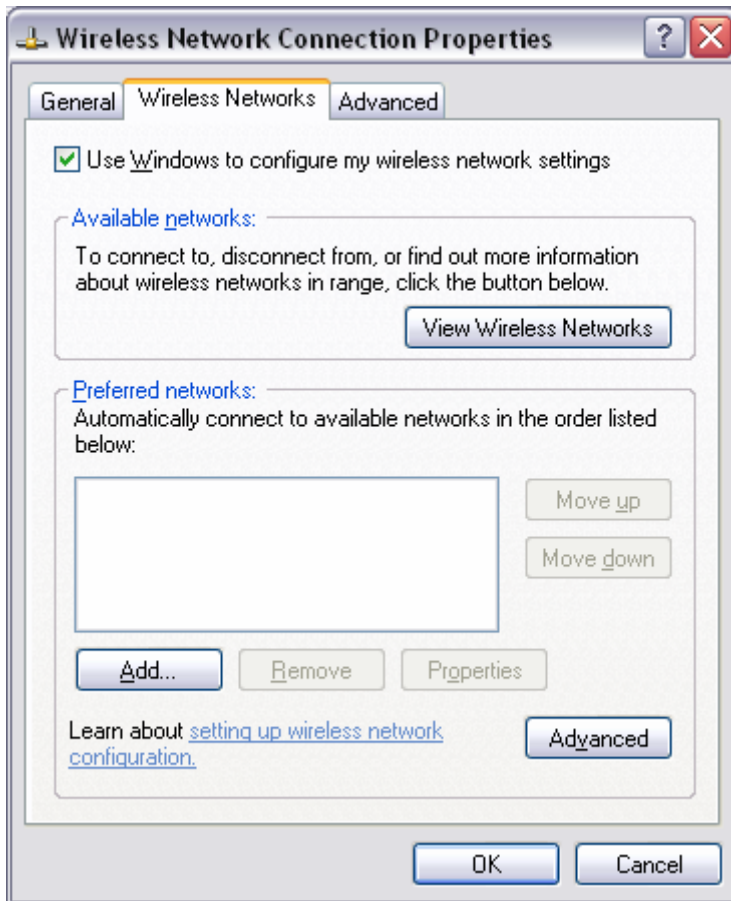 Wireless Network Connection Properties
General Wireless Networks Advanced
Use Windows to configure my wireless network settings
Available networks:
To connect to, disconnect from, or find out more information
about wireless networks in range, click the button below.
View Wireless Networks
Preferred networks:
Automatically connect to available networks in the order listed
below:
Move up
Move down
Add... Remove Properties
Learn about setting up wireless network
configuration.
Advanced
OK Cancel